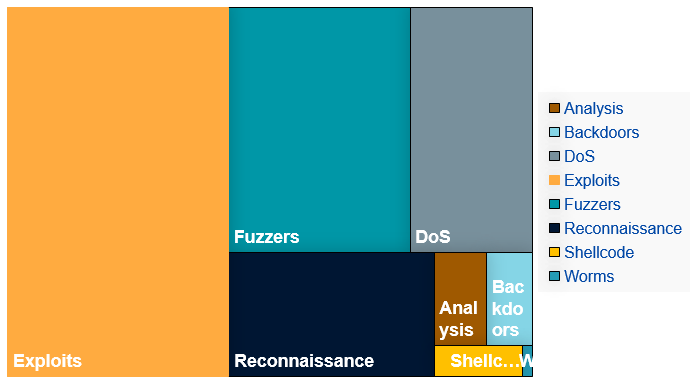 Exploits
Fuzzers
DoS
Reconnaissance
Anal
ysis
Bac
kdo
ors
Shellc...
W
Analysis
Backdoors
DoS
Exploits
Fuzzers
Reconnaissance
Shellcode
Worms